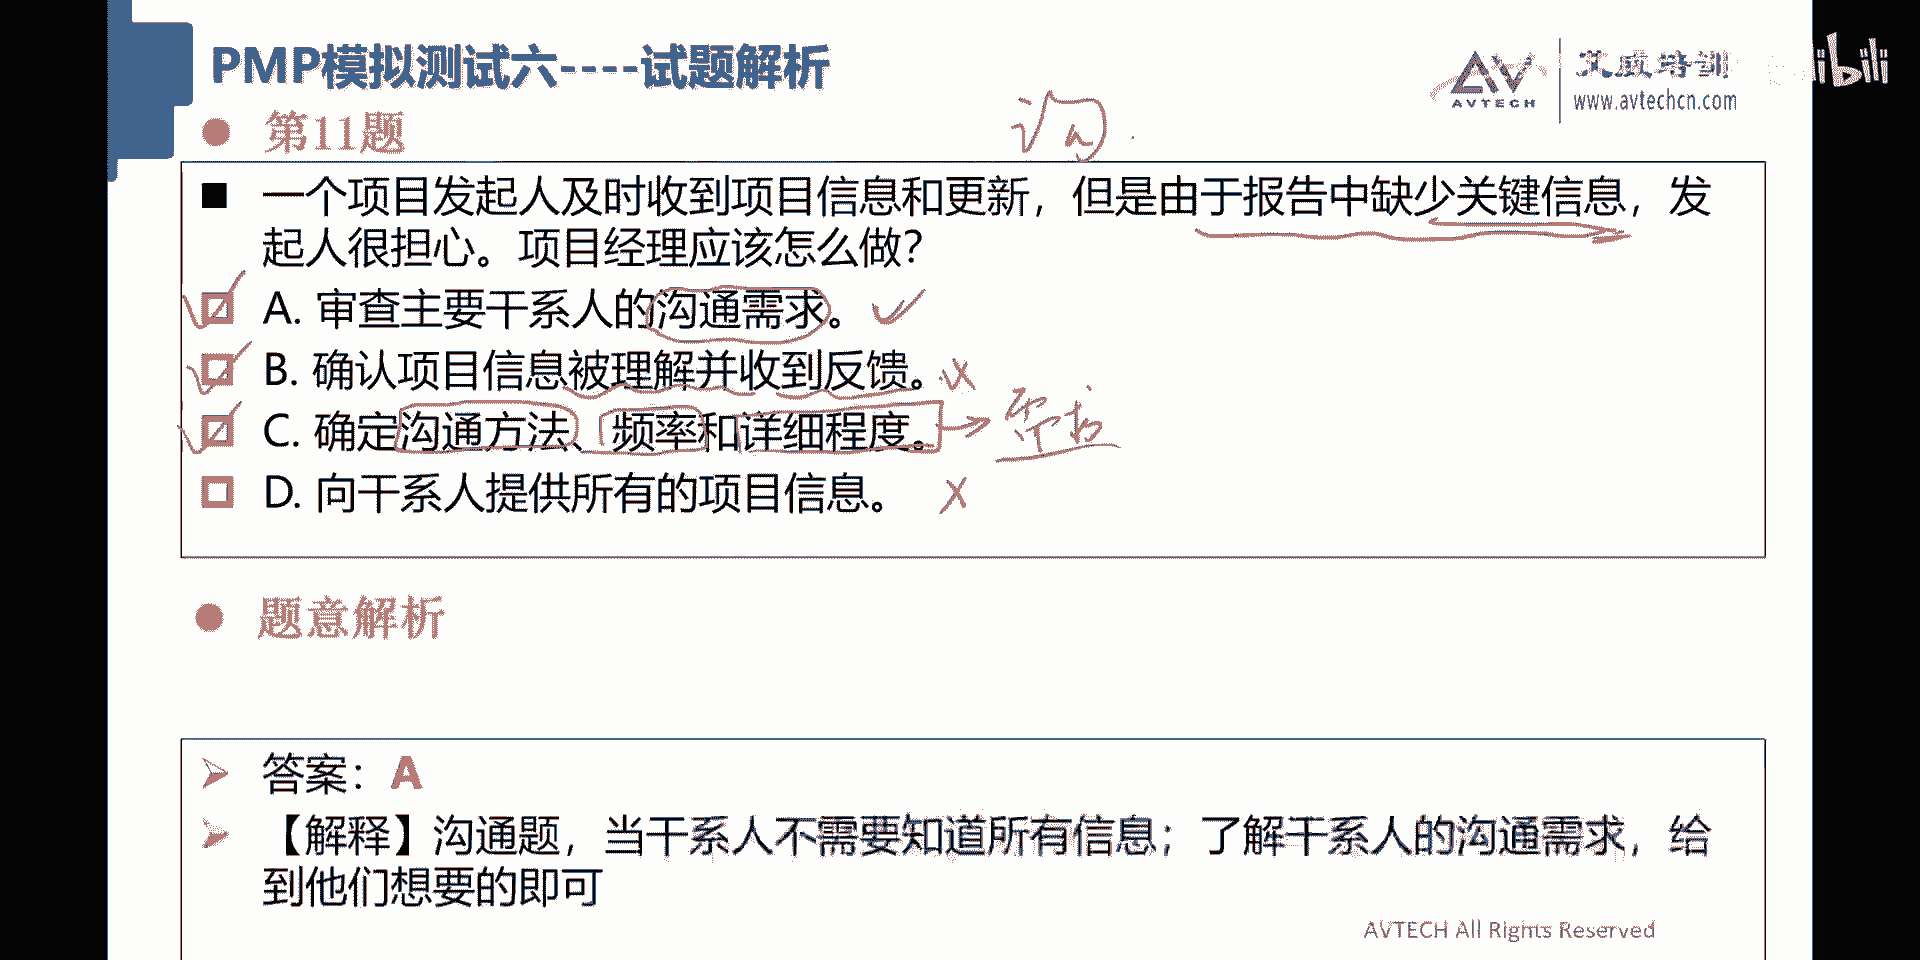 PMP模拟测试六----试题解析
AVTECH
艾威培训
www.avtechcn.com
bilibili
第11题
沟
一个项目发起人及时收到项目信息和更新，但是由于报告中缺少关键信息，发
起人很担心。项目经理应该怎么做？
A. 审查主要干系人的沟通需求。
B. 确认项目信息被理解并收到反馈。
C. 确定沟通方法、频率和详细程度。
D. 向干系人提供所有的项目信息。
题意解析
答案：A
【解释】沟通题，当干系人不需要知道所有信息；了解干系人的沟通需求，给
到他们想要的即可
AVTECH All Rights Reserved